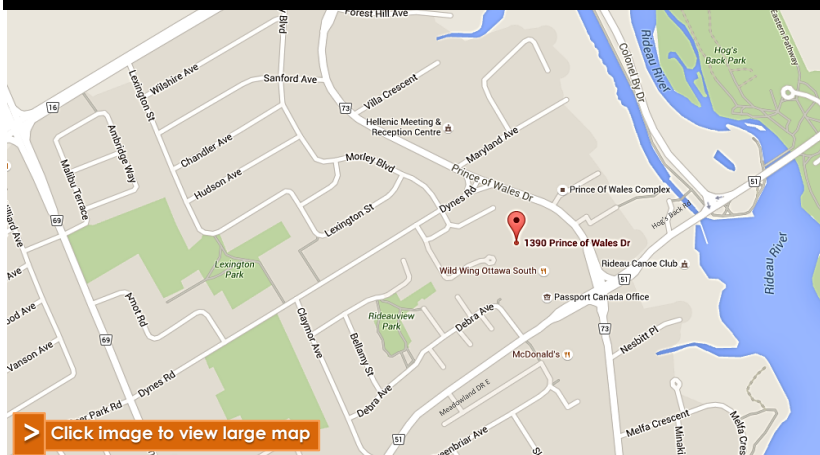 Forest Hill Ave
Blvd
Eastern Pathway
Colonel By Dr
Rideau River
Hog's
Back Park
Wilshire Ave
Sanford Ave
Lexington St
Villa Crescent
16
73
Hellenic Meeting &
Reception Centre
Ambridge Way
Chandler Ave
Maryland Ave
Malibu Terrace
Morley Blvd
Hudson Ave
Prince of Wales Dr
51
Prince Of Wales Complex
Dynes Rd
69
Lexington St
Hog's Back Rd
1390 Prince of Wales Dr
Ave
Lexington
Park
Wild Wing Ottawa South
Rideau Canoe Club
Rideau River
51
Passport Canada Office
Arnot Rd
Rideauview
Park
Debra Ave
Claymor Ave
73
Nesbitt Pl
69
Bellamy St
McDonald's
Vanson Ave
Dynes Rd
Meadowland DR E
Debra Ave
Park Rd
Melfa Crescent
51
> Click image to view large map